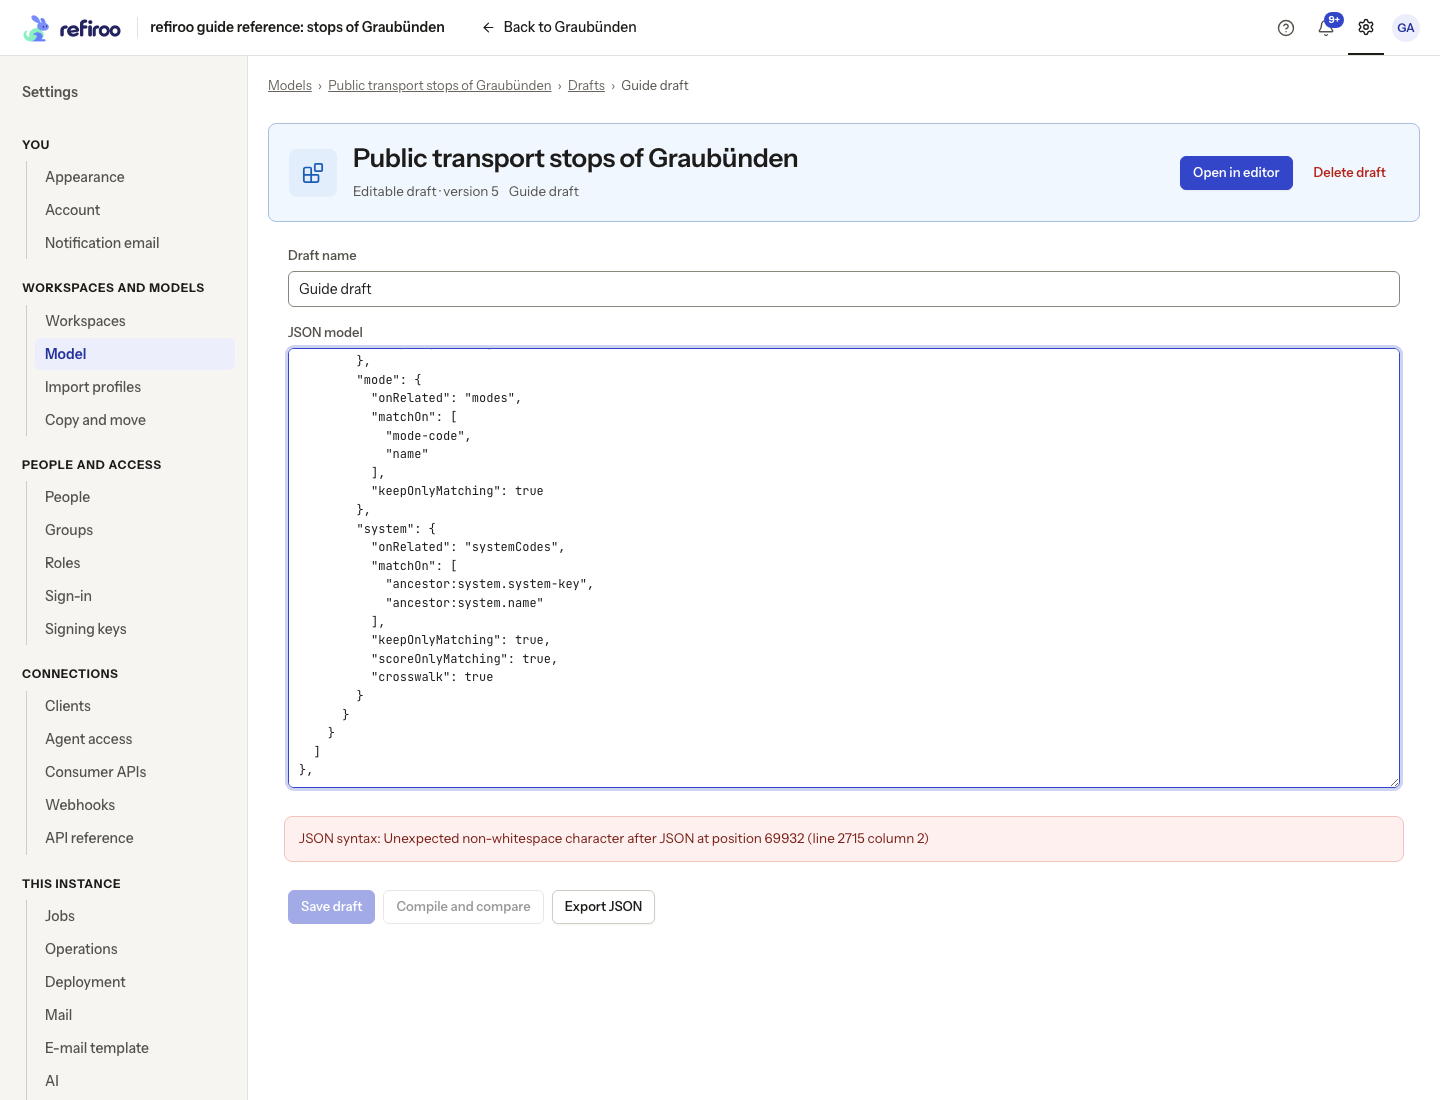 refiroo
refiroo guide reference: stops of Graubünden
← Back to Graubünden
9+
GA
Settings
YOU
Appearance
Account
Notification email
WORKSPACES AND MODELS
Workspaces
Model
Import profiles
Copy and move
PEOPLE AND ACCESS
People
Groups
Roles
Sign-in
Signing keys
CONNECTIONS
Clients
Agent access
Consumer APIs
Webhooks
API reference
THIS INSTANCE
Jobs
Operations
Deployment
Mail
E-mail template
AI
Models › Public transport stops of Graubünden › Drafts › Guide draft
Public transport stops of Graubünden
Editable draft · version 5 Guide draft
Open in editor
Delete draft
Draft name
Guide draft
JSON model
},
"mode": {
"onRelated": "modes",
"matchOn": [
"mode-code",
"name"
],
"keepOnlyMatching": true
},
"system": {
"onRelated": "systemCodes",
"matchOn": [
"ancestor:system.system-key",
"ancestor:system.name"
],
"keepOnlyMatching": true,
"scoreOnlyMatching": true,
"crosswalk": true
}
}
}
]
},
JSON syntax: Unexpected non-whitespace character after JSON at position 69932 (line 2715 column 2)
Save draft
Compile and compare
Export JSON